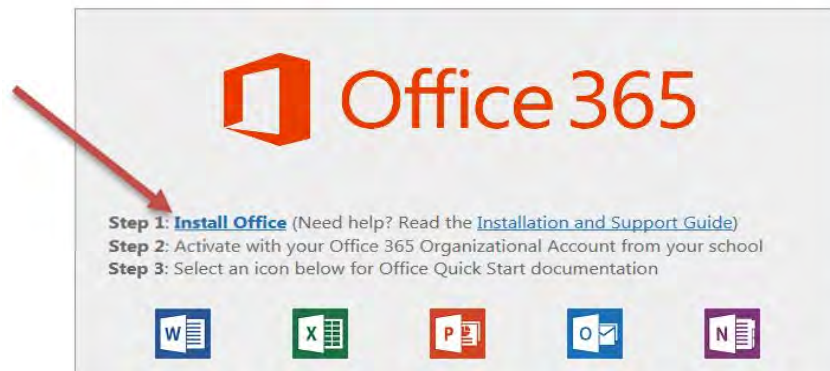 Office 365
Step 1: Install Office (Need help? Read the Installation and Support Guide)
Step 2: Activate with your Office 365 Organizational Account from your school
Step 3: Select an icon below for Office Quick Start documentation
W X P O N